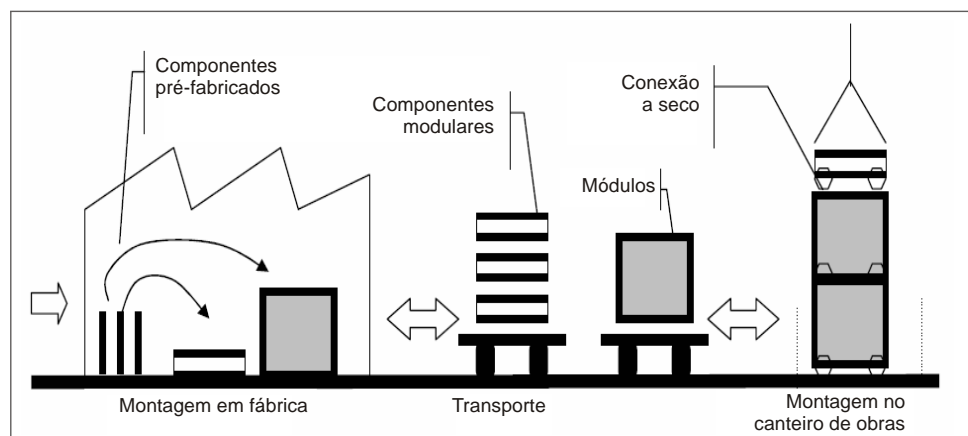 Componentes
pré-fabricados
Componentes
modulares
Conexão
a seco
Módulos
Montagem em fábrica
Transporte
Montagem no
canteiro de obras